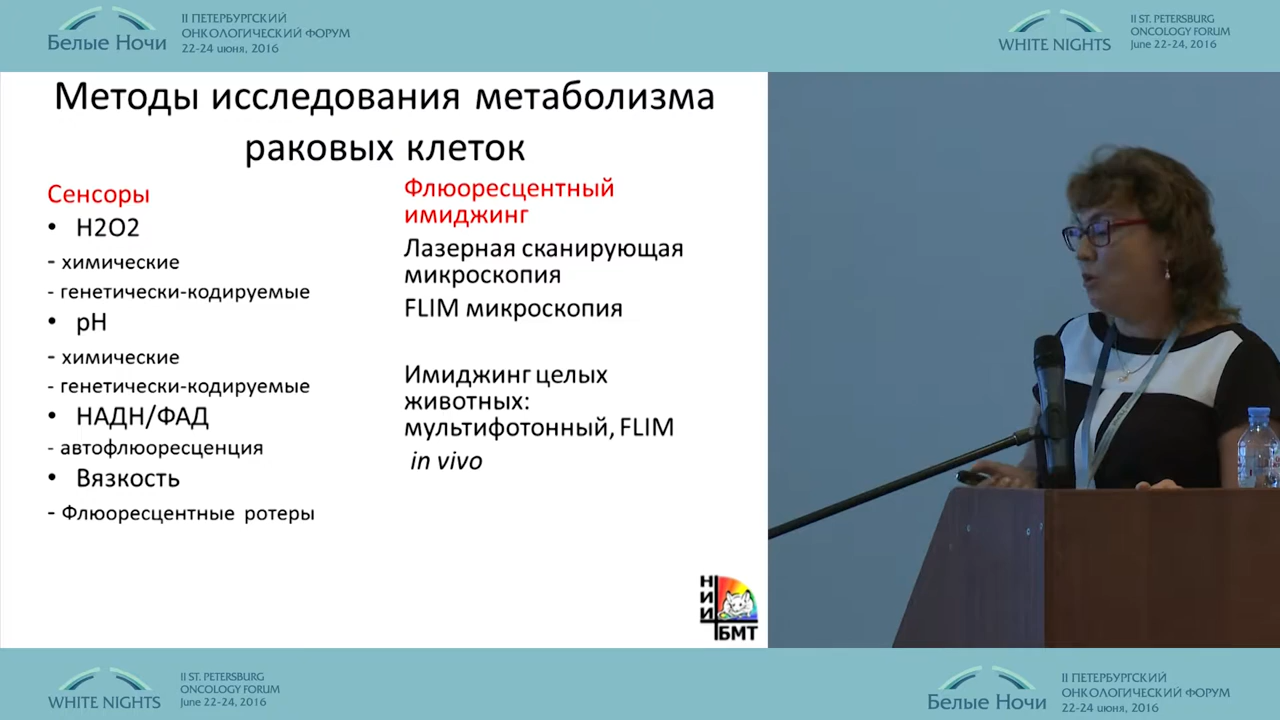 Белые Ночи
II ПЕТЕРБУРГСКИЙ
ОНКОЛОГИЧЕСКИЙ ФОРУМ
22-24 июня, 2016
WHITE NIGHTS
II ST. PETERSBURG
ONCOLOGY FORUM
June 22-24, 2016
Методы исследования метаболизма
раковых клеток
Сенсоры
• H2O2
- химические
- генетически-кодируемые
• pH
- химические
- генетически-кодируемые
• НАДН/ФАД
- автофлюоресценция
• Вязкость
- Флюоресцентные ротеры
Флюоресцентный
имиджинг
Лазерная сканирующая
микроскопия
FLIM микроскопия
Имиджинг целых
животных:
мультифотонный, FLIM
in vivo
НИИ
БМТ
WHITE NIGHTS
II ST. PETERSBURG
ONCOLOGY FORUM
June 22-24, 2016
Белые Ночи
II ПЕТЕРБУРГСКИЙ
ОНКОЛОГИЧЕСКИЙ ФОРУМ
22-24 июня, 2016